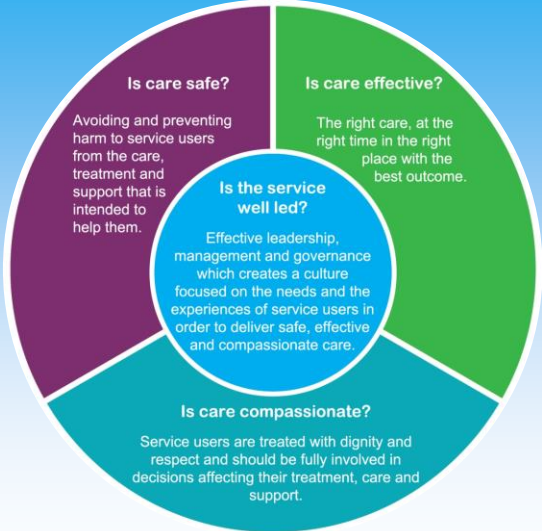 Is care safe?
Avoiding and preventing
harm to service users
from the care,
treatment and
support that is
intended to
help them.
Is care effective?
The right care, at the
right time in the right
place with the
best outcome.
Is the service
well led?
Effective leadership,
management and governance
which creates a culture
focused on the needs and the
experiences of service users in
order to deliver safe, effective
and compassionate care.
Is care compassionate?
Service users are treated with dignity and
respect and should be fully involved in
decisions affecting their treatment, care and
support.